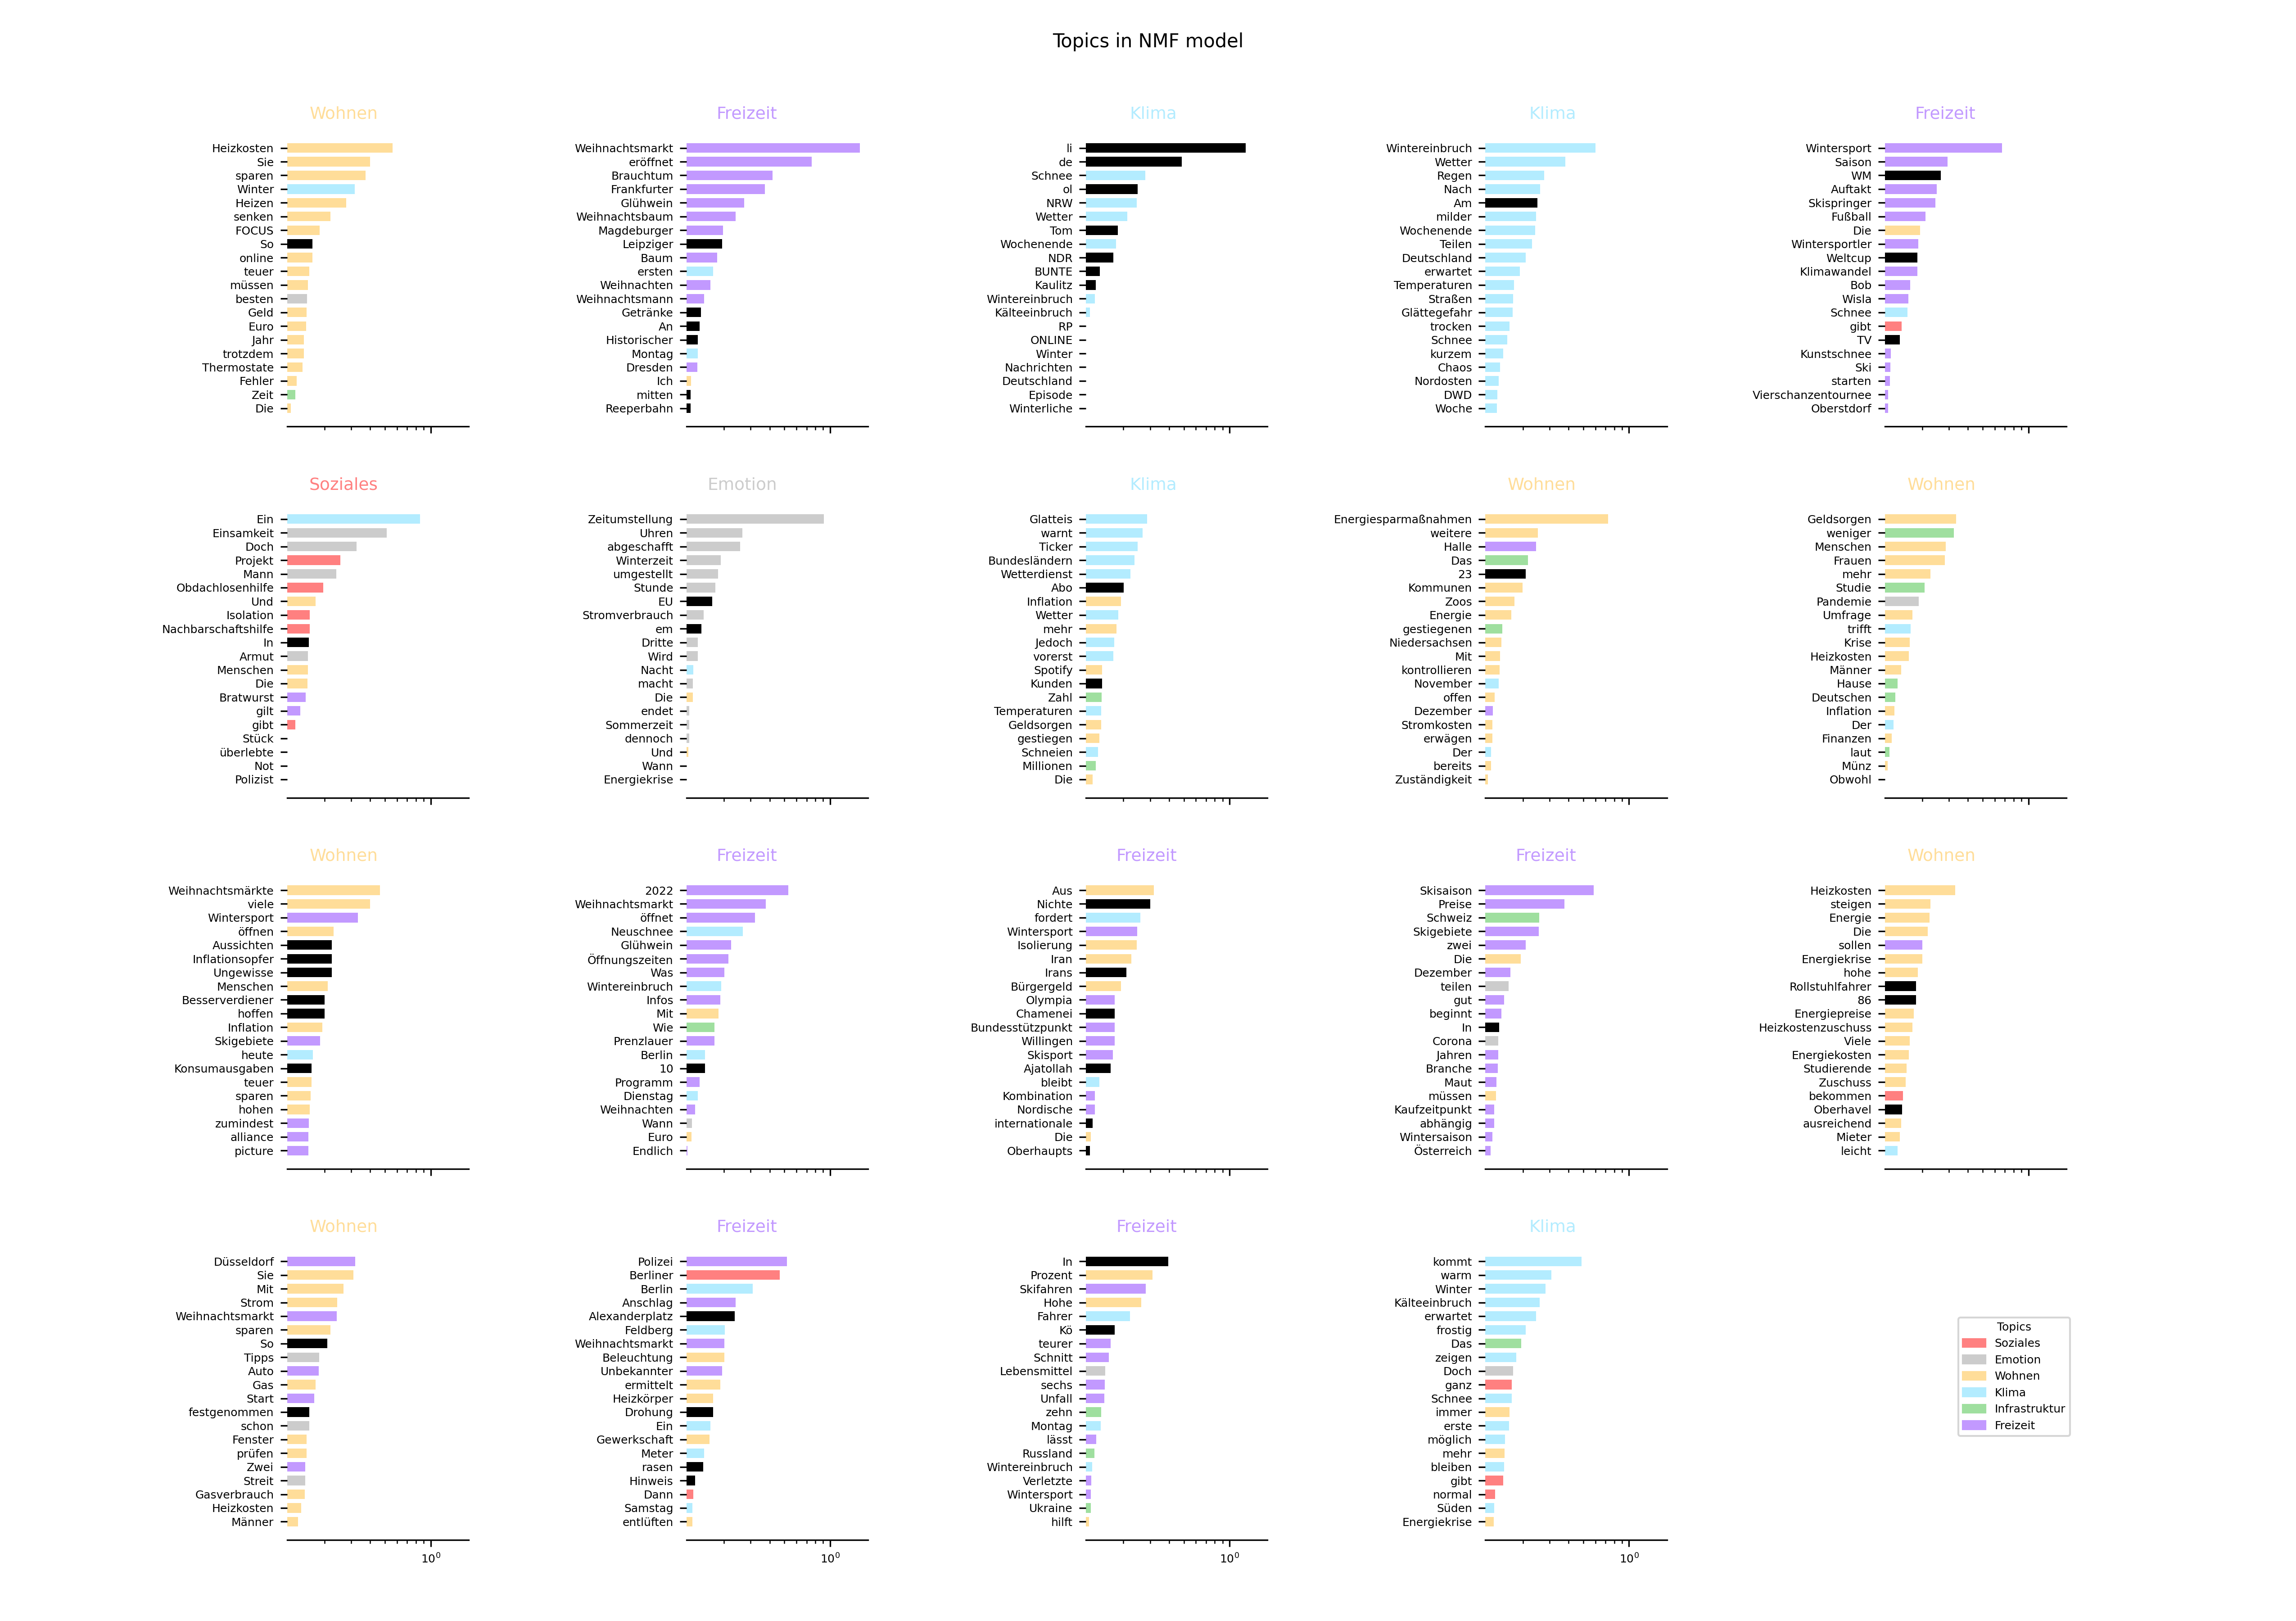 Topics in NMF model
Wohnen
Heizkosten
Sie
sparen
Winter
Heizen
senken
FOCUS
So
online
teuer
müssen
besten
Geld
Euro
Jahr
trotzdem
Thermostate
Fehler
Zeit
Die
Freizeit
Weihnachtsmarkt
eröffnet
Brauchtum
Frankfurter
Glühwein
Weihnachtsbaum
Magdeburger
Leipziger
Baum
ersten
Weihnachten
Weihnachtsmann
Getränke
An
Historischer
Montag
Dresden
Ich
mitten
Reeperbahn
Klima
li
de
Schnee
ol
NRW
Wetter
Tom
Wochenende
NDR
BUNTE
Kaulitz
Wintereinbruch
Kälteeinbruch
RP
ONLINE
Winter
Nachrichten
Deutschland
Episode
Winterliche
Klima
Wintereinbruch
Wetter
Regen
Nach
Am
milder
Wochenende
Teilen
Deutschland
erwartet
Temperaturen
Straßen
Glättegefahr
trocken
Schnee
kurzem
Chaos
Nordosten
DWD
Woche
Freizeit
Wintersport
Saison
WM
Auftakt
Skispringer
Fußball
Die
Wintersportler
Weltcup
Klimawandel
Bob
Wisla
Schnee
gibt
TV
Kunstschnee
Ski
starten
Vierschanzentournee
Oberstdorf
Soziales
Ein
Einsamkeit
Doch
Projekt
Mann
Obdachlosenhilfe
Und
Isolation
Nachbarschaftshilfe
In
Armut
Menschen
Die
Bratwurst
gilt
gibt
Stück
überlebte
Not
Polizist
Emotion
Zeitumstellung
Uhren
abgeschafft
Winterzeit
umgestellt
Stunde
EU
Stromverbrauch
em
Dritte
Wird
Nacht
macht
Die
endet
Sommerzeit
dennoch
Und
Wann
Energiekrise
Klima
Glatteis
warnt
Ticker
Bundesländern
Wetterdienst
Abo
Inflation
Wetter
mehr
Jedoch
vorerst
Spotify
Kunden
Zahl
Temperaturen
Geldsorgen
gestiegen
Schneien
Millionen
Die
Wohnen
Energiesparmaßnahmen
weitere
Halle
Das
23
Kommunen
Zoos
Energie
gestiegenen
Niedersachsen
Mit
kontrollieren
November
offen
Dezember
Stromkosten
erwägen
Der
bereits
Zuständigkeit
Wohnen
Geldsorgen
weniger
Menschen
Frauen
mehr
Studie
Pandemie
Umfrage
trifft
Krise
Heizkosten
Männer
Hause
Deutschen
Inflation
Der
Finanzen
laut
Münz
Obwohl
Wohnen
Weihnachtsmärkte
viele
Wintersport
öffnen
Aussichten
Inflationsopfer
Ungewisse
Menschen
Besserverdiener
hoffen
Inflation
Skigebiete
heute
Konsumausgaben
teuer
sparen
hohen
zumindest
alliance
picture
Freizeit
2022
Weihnachtsmarkt
öffnet
Neuschnee
Glühwein
Öffnungszeiten
Was
Wintereinbruch
Infos
Mit
Wie
Prenzlauer
Berlin
10
Programm
Dienstag
Weihnachten
Wann
Euro
Endlich
Freizeit
Aus
Nichte
fordert
Wintersport
Isolierung
Iran
Irans
Bürgergeld
Olympia
Chamenei
Bundesstützpunkt
Willingen
Skisport
Ajatollah
bleibt
Kombination
Nordische
internationale
Die
Oberhaupts
Freizeit
Skisaison
Preise
Schweiz
Skigebiete
zwei
Die
Dezember
teilen
gut
beginnt
In
Corona
Jahren
Branche
Maut
müssen
Kaufzeitpunkt
abhängig
Wintersaison
Österreich
Wohnen
Heizkosten
steigen
Energie
Die
sollen
Energiekrise
hohe
Rollstuhlfahrer
86
Energiepreise
Heizkostenzuschuss
Viele
Energiekosten
Studierende
Zuschuss
bekommen
Oberhavel
ausreichend
Mieter
leicht
Wohnen
Düsseldorf
Sie
Mit
Strom
Weihnachtsmarkt
sparen
So
Tipps
Auto
Gas
Start
festgenommen
schon
Fenster
prüfen
Zwei
Streit
Gasverbrauch
Heizkosten
Männer
10⁰
Freizeit
Polizei
Berliner
Berlin
Anschlag
Alexanderplatz
Feldberg
Weihnachtsmarkt
Beleuchtung
Unbekannter
ermittelt
Heizkörper
Drohung
Ein
Gewerkschaft
Meter
rasen
Hinweis
Dann
Samstag
entlüften
10⁰
Freizeit
In
Prozent
Skifahren
Hohe
Fahrer
Kö
teurer
Schnitt
Lebensmittel
sechs
Unfall
zehn
Montag
lässt
Russland
Wintereinbruch
Verletzte
Wintersport
Ukraine
hilft
10⁰
Klima
kommt
warm
Winter
Kälteeinbruch
erwartet
frostig
Das
zeigen
Doch
ganz
Schnee
immer
erste
möglich
mehr
bleiben
gibt
normal
Süden
Energiekrise
10⁰
Topics
Soziales
Emotion
Wohnen
Klima
Infrastruktur
Freizeit